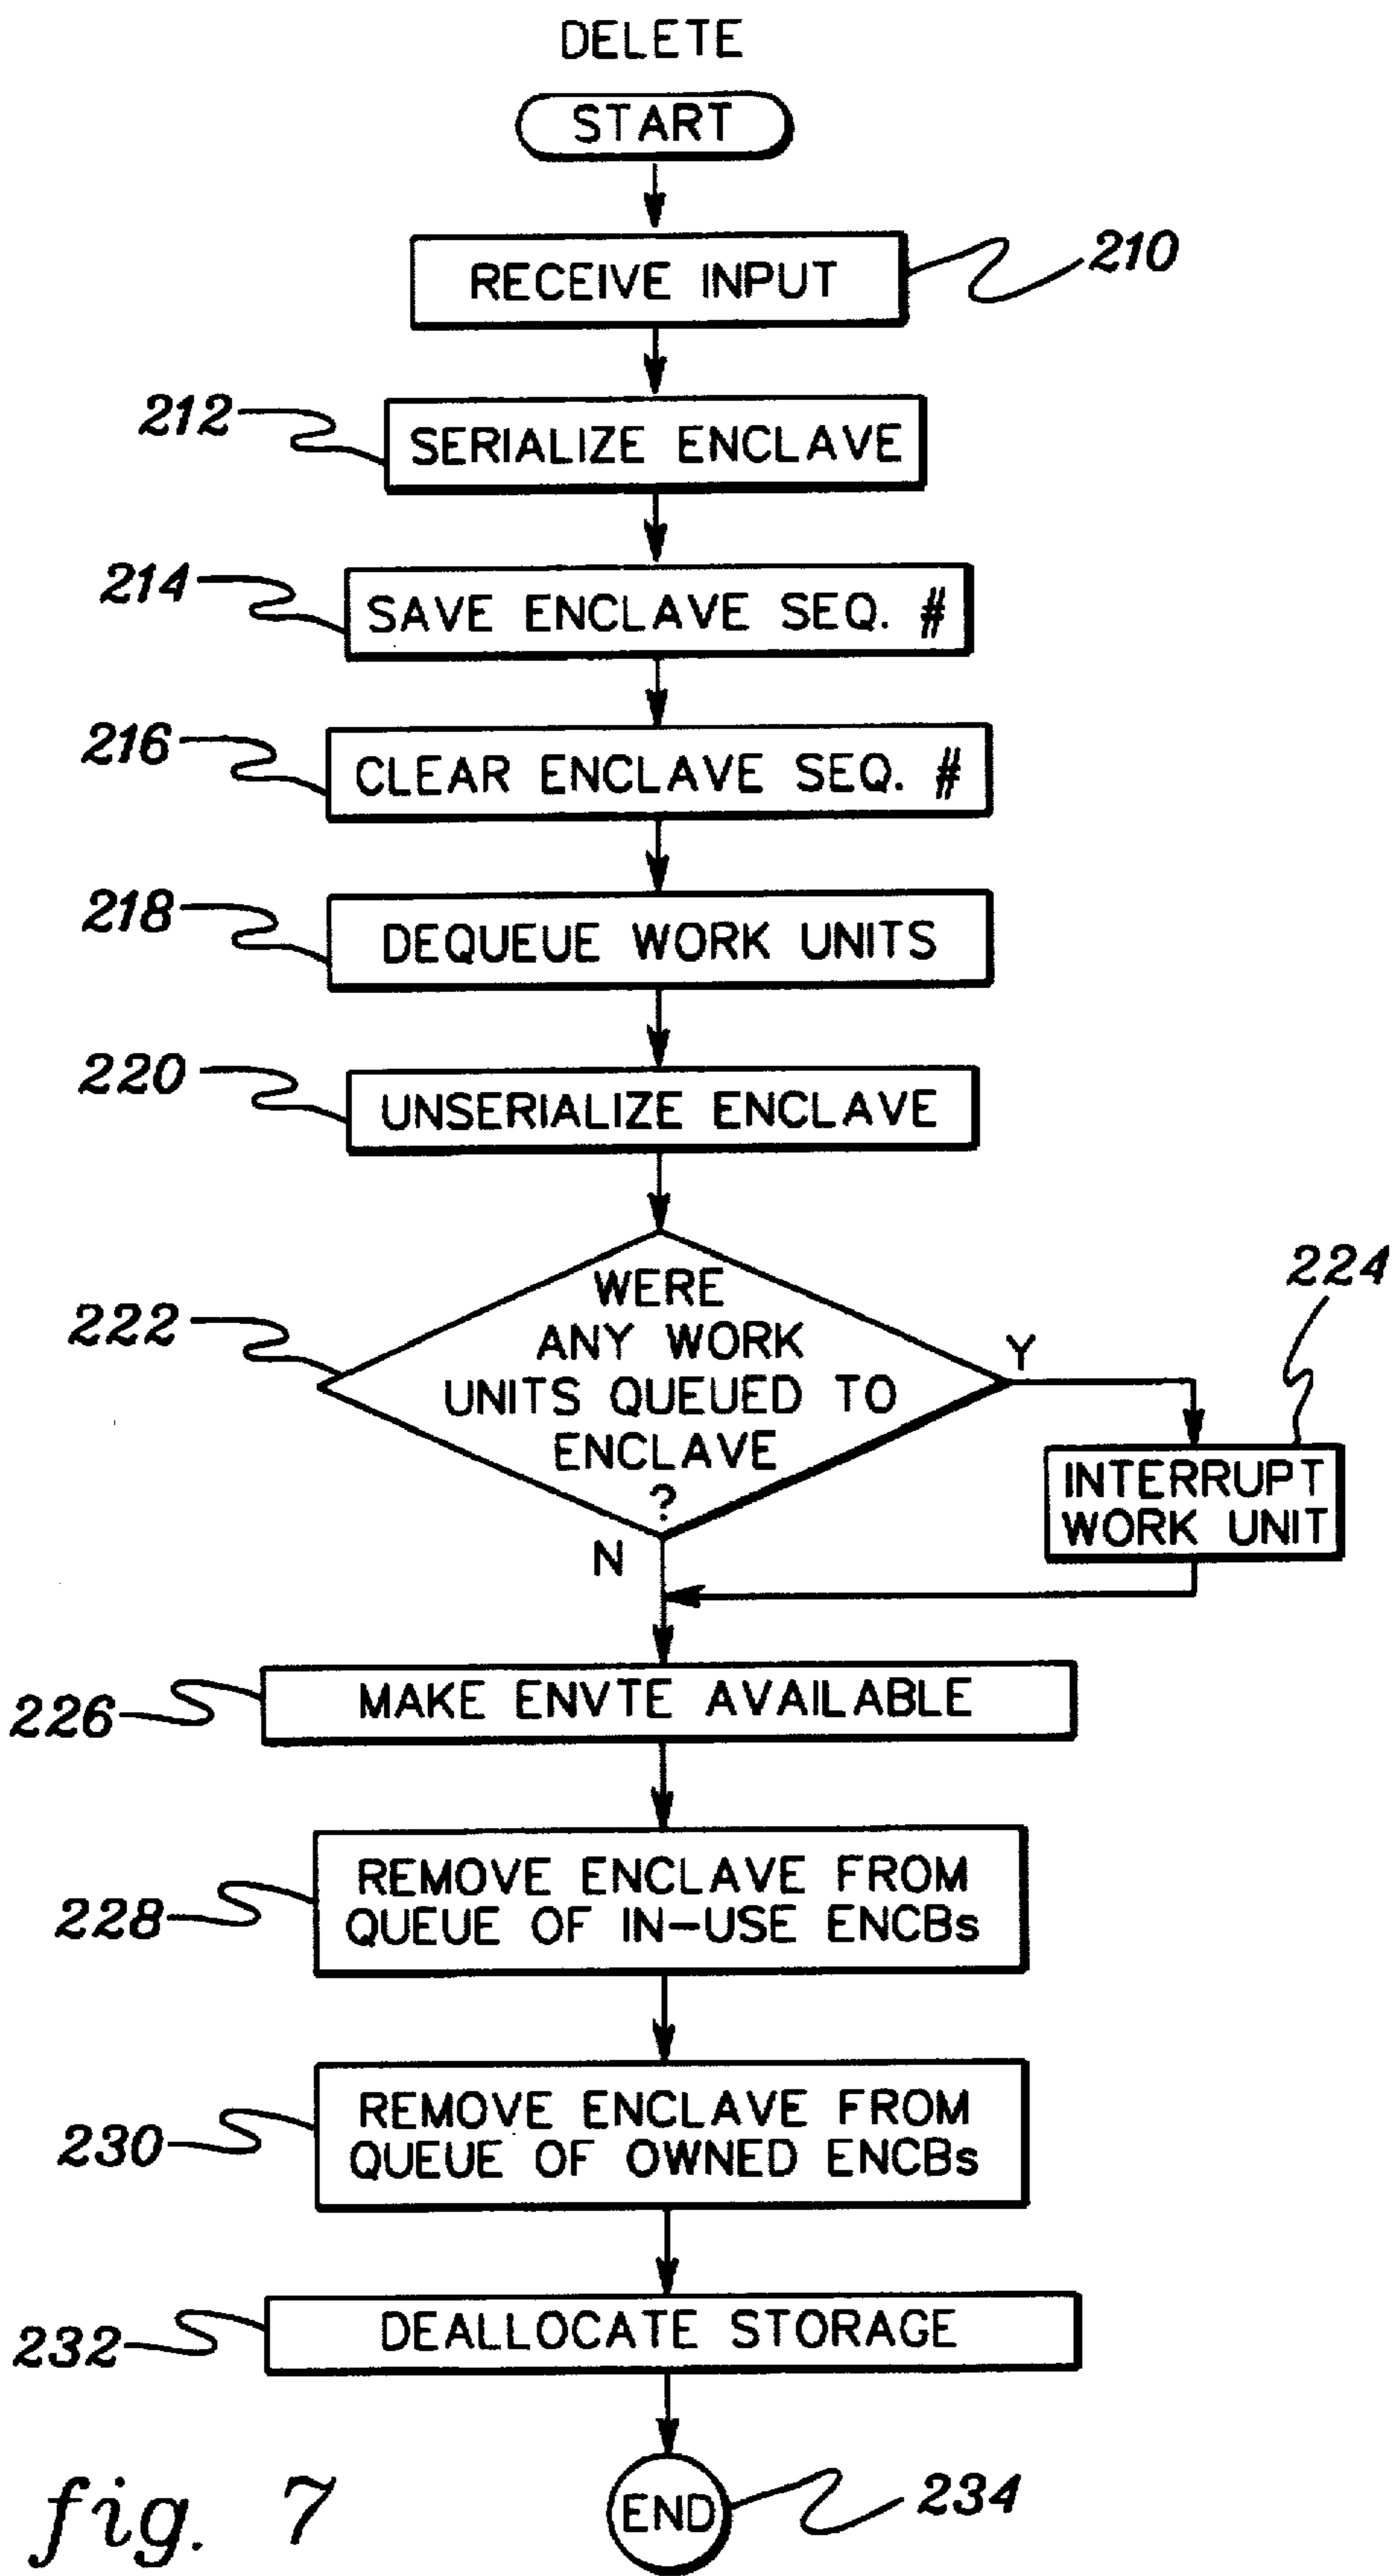 DELETE
START
RECEIVE INPUT
210
212
SERIALIZE ENCLAVE
214
SAVE ENCLAVE SEQ. #
216
CLEAR ENCLAVE SEQ. #
218
DEQUEUE WORK UNITS
220
UNSERIALIZE ENCLAVE
222
WERE
ANY WORK
UNITS QUEUED TO
ENCLAVE
?
Y
N
224
INTERRUPT
WORK UNIT
226
MAKE ENVTE AVAILABLE
228
REMOVE ENCLAVE FROM
QUEUE OF IN-USE ENCBs
230
REMOVE ENCLAVE FROM
QUEUE OF OWNED ENCBs
232
DEALLOCATE STORAGE
END
234
fig. 7